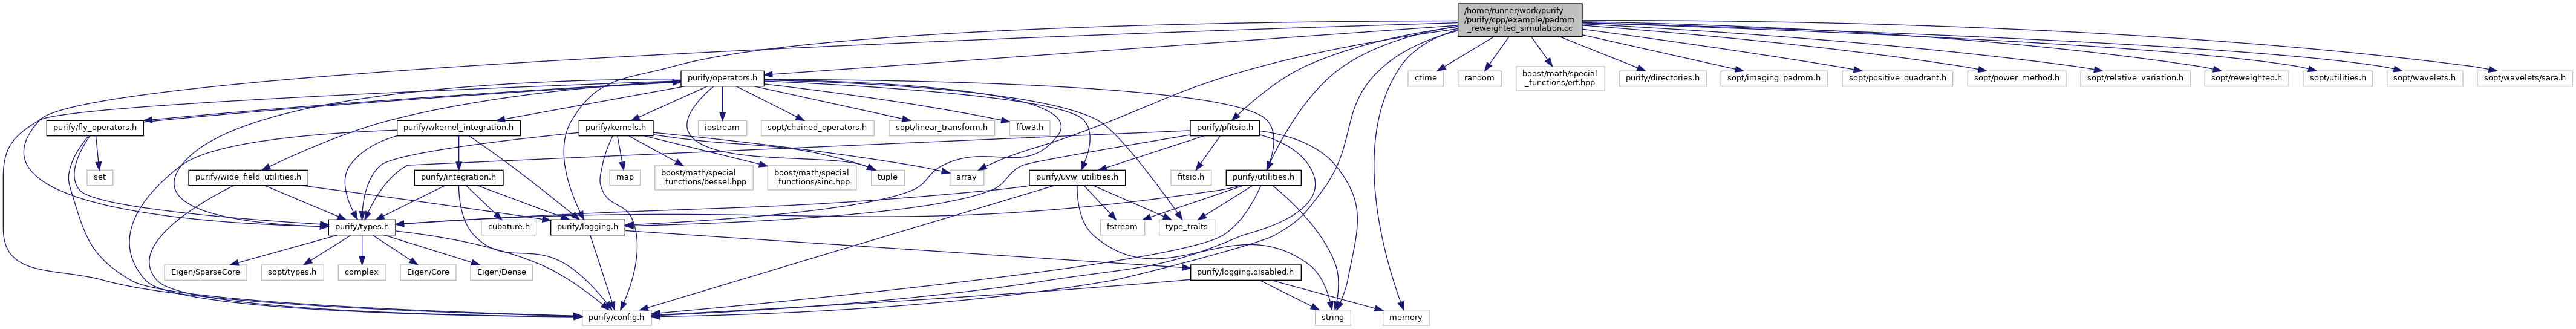 /home/runner/work/purify
/purify/cpp/example/padmm
_reweighted_simulation.cc
purify/operators.h
ctime
random
boost/math/special
_functions/erf.hpp
purify/directories.h
sopt/imaging_padmm.h
sopt/positive_quadrant.h
sopt/power_method.h
sopt/relative_variation.h
sopt/reweighted.h
sopt/utilities.h
sopt/wavelets.h
sopt/wavelets/sara.h
purify/fly_operators.h
purify/wkernel_integration.h
purify/kernels.h
iostream
sopt/chained_operators.h
sopt/linear_transform.h
fftw3.h
purify/pfitsio.h
set
purify/wide_field_utilities.h
purify/integration.h
map
boost/math/special
_functions/bessel.hpp
boost/math/special
_functions/sinc.hpp
tuple
array
purify/uvw_utilities.h
fitsio.h
purify/utilities.h
purify/types.h
cubature.h
purify/logging.h
fstream
type_traits
Eigen/SparseCore
sopt/types.h
complex
Eigen/Core
Eigen/Dense
purify/logging.disabled.h
purify/config.h
string
memory